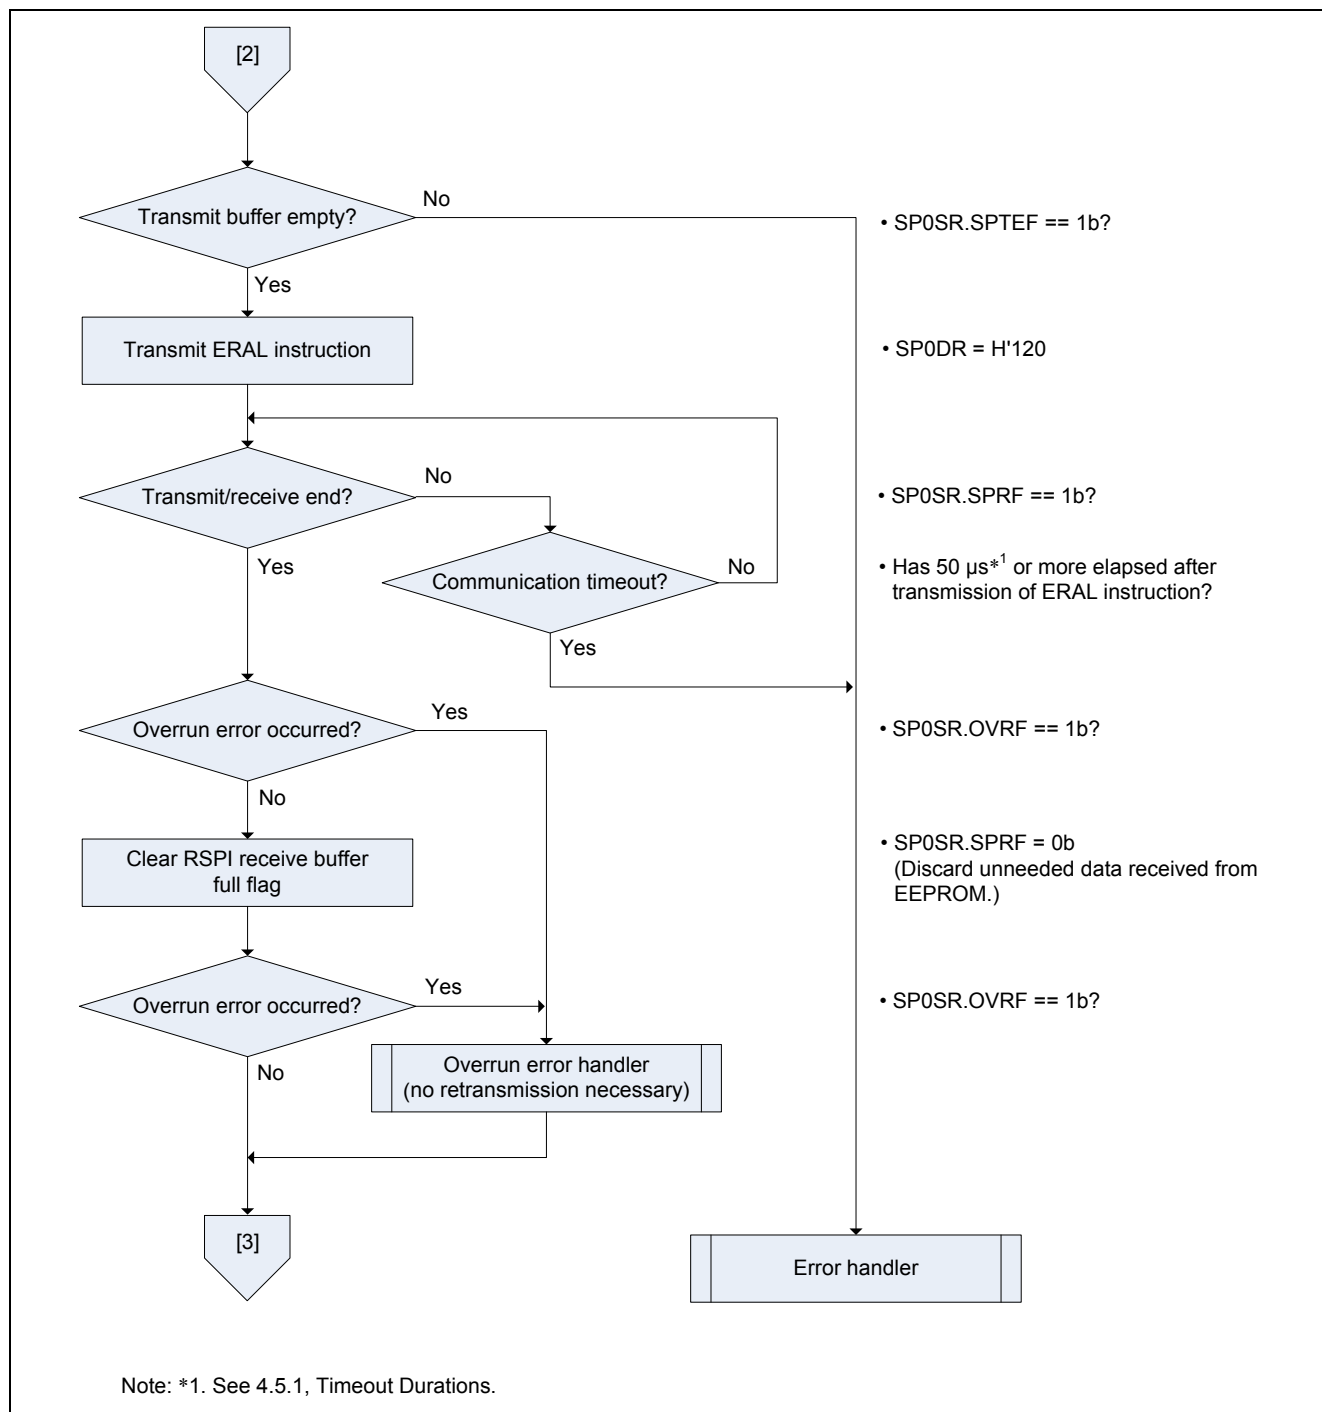 [2]
Transmit buffer empty?
No
• SP0SR.SPTEF == 1b?
Yes
Transmit ERAL instruction
• SP0DR = H'120
Transmit/receive end?
No
• SP0SR.SPRF == 1b?
Yes
Communication timeout?
No
• Has 50 µs*1 or more elapsed after
transmission of ERAL instruction?
Yes
Overrun error occurred?
Yes
• SP0SR.OVRF == 1b?
No
Clear RSPI receive buffer
full flag
• SP0SR.SPRF = 0b
(Discard unneeded data received from
EEPROM.)
Overrun error occurred?
Yes
• SP0SR.OVRF == 1b?
No
Overrun error handler
(no retransmission necessary)
[3]
Error handler
Note: *1. See 4.5.1, Timeout Durations.